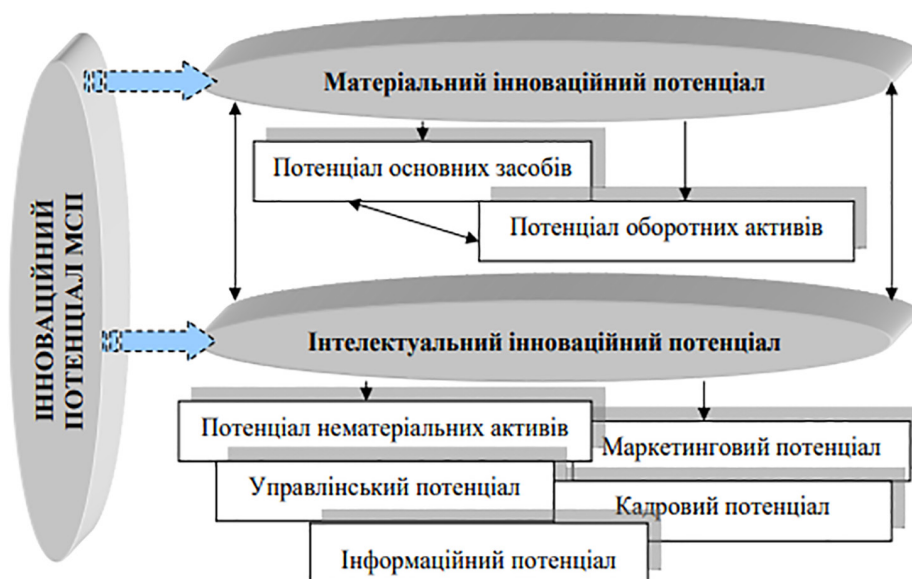 ІННОВАЦІЙНИЙ
ПОТЕНЦІАЛ МСП
Матеріальний інноваційний потенціал
Потенціал основних засобів
Потенціал оборотних активів
Інтелектуальний інноваційний потенціал
Потенціал нематеріальних активів
Маркетинговий потенціал
Управлінський потенціал
Кадровий потенціал
Інформаційний потенціал